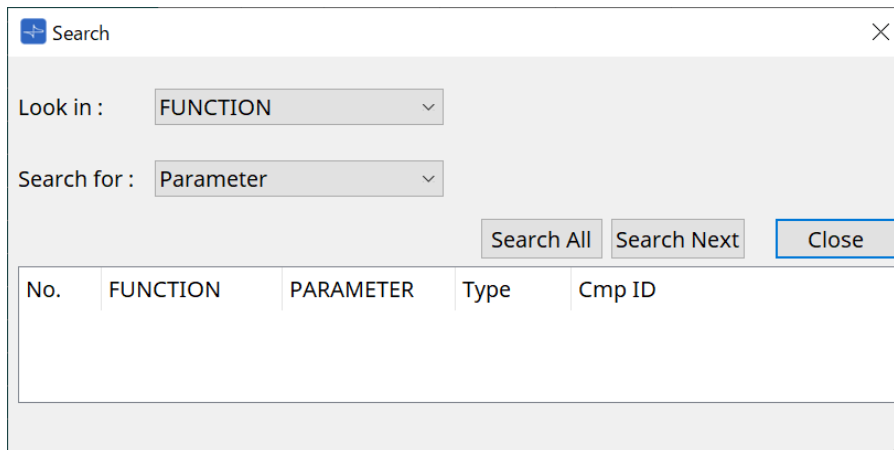 Search
Look in : FUNCTION
Search for : Parameter
Search All Search Next Close
No. FUNCTION PARAMETER Type Cmp ID